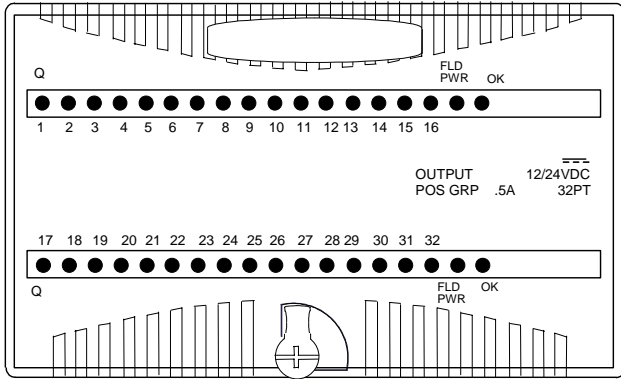 Q
FLD
PWR OK
1 2 3 4 5 6 7 8 9 10 11 12 13 14 15 16
OUTPUT 12/24VDC
POS GRP .5A 32PT
17 18 19 20 21 22 23 24 25 26 27 28 29 30 31 32
Q
FLD
PWR OK